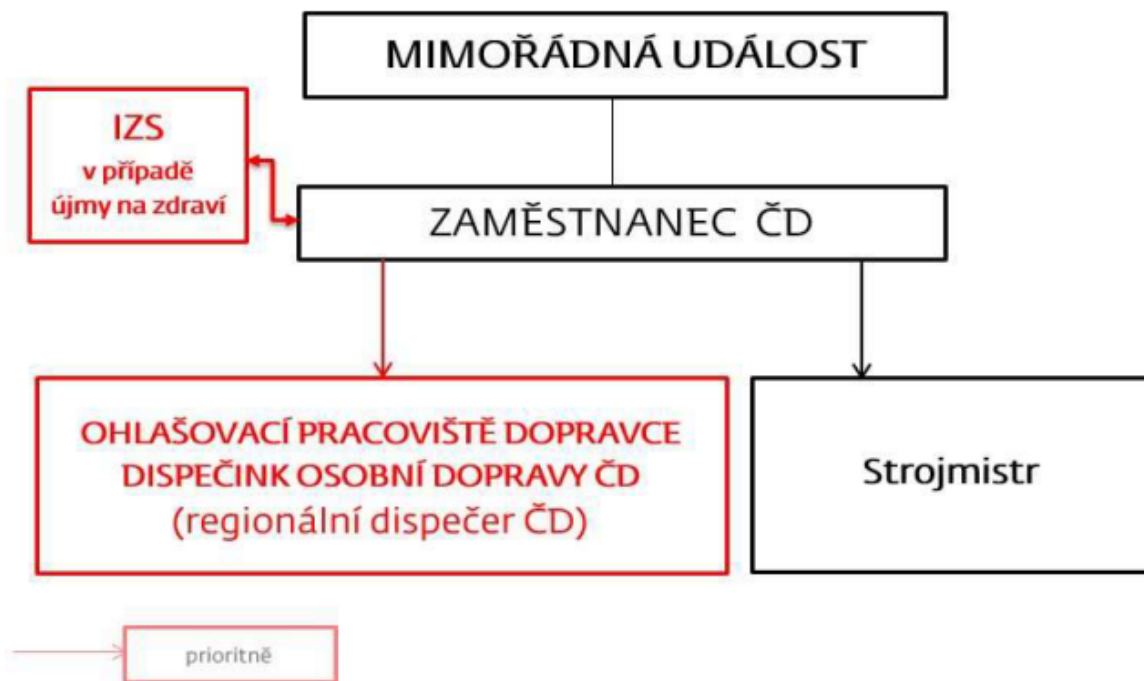 MIMOŘÁDNÁ UDÁLOST
IZS
v případě
újmy na zdraví
ZAMĚSTNANEC ČD
OHLAŠOVACÍ PRACOVIŠTĚ DOPRAVCE
DISPEČINK OSOBNÍ DOPRAVY ČD
(regionální dispečer ČD)
Strojmistr
prioritně